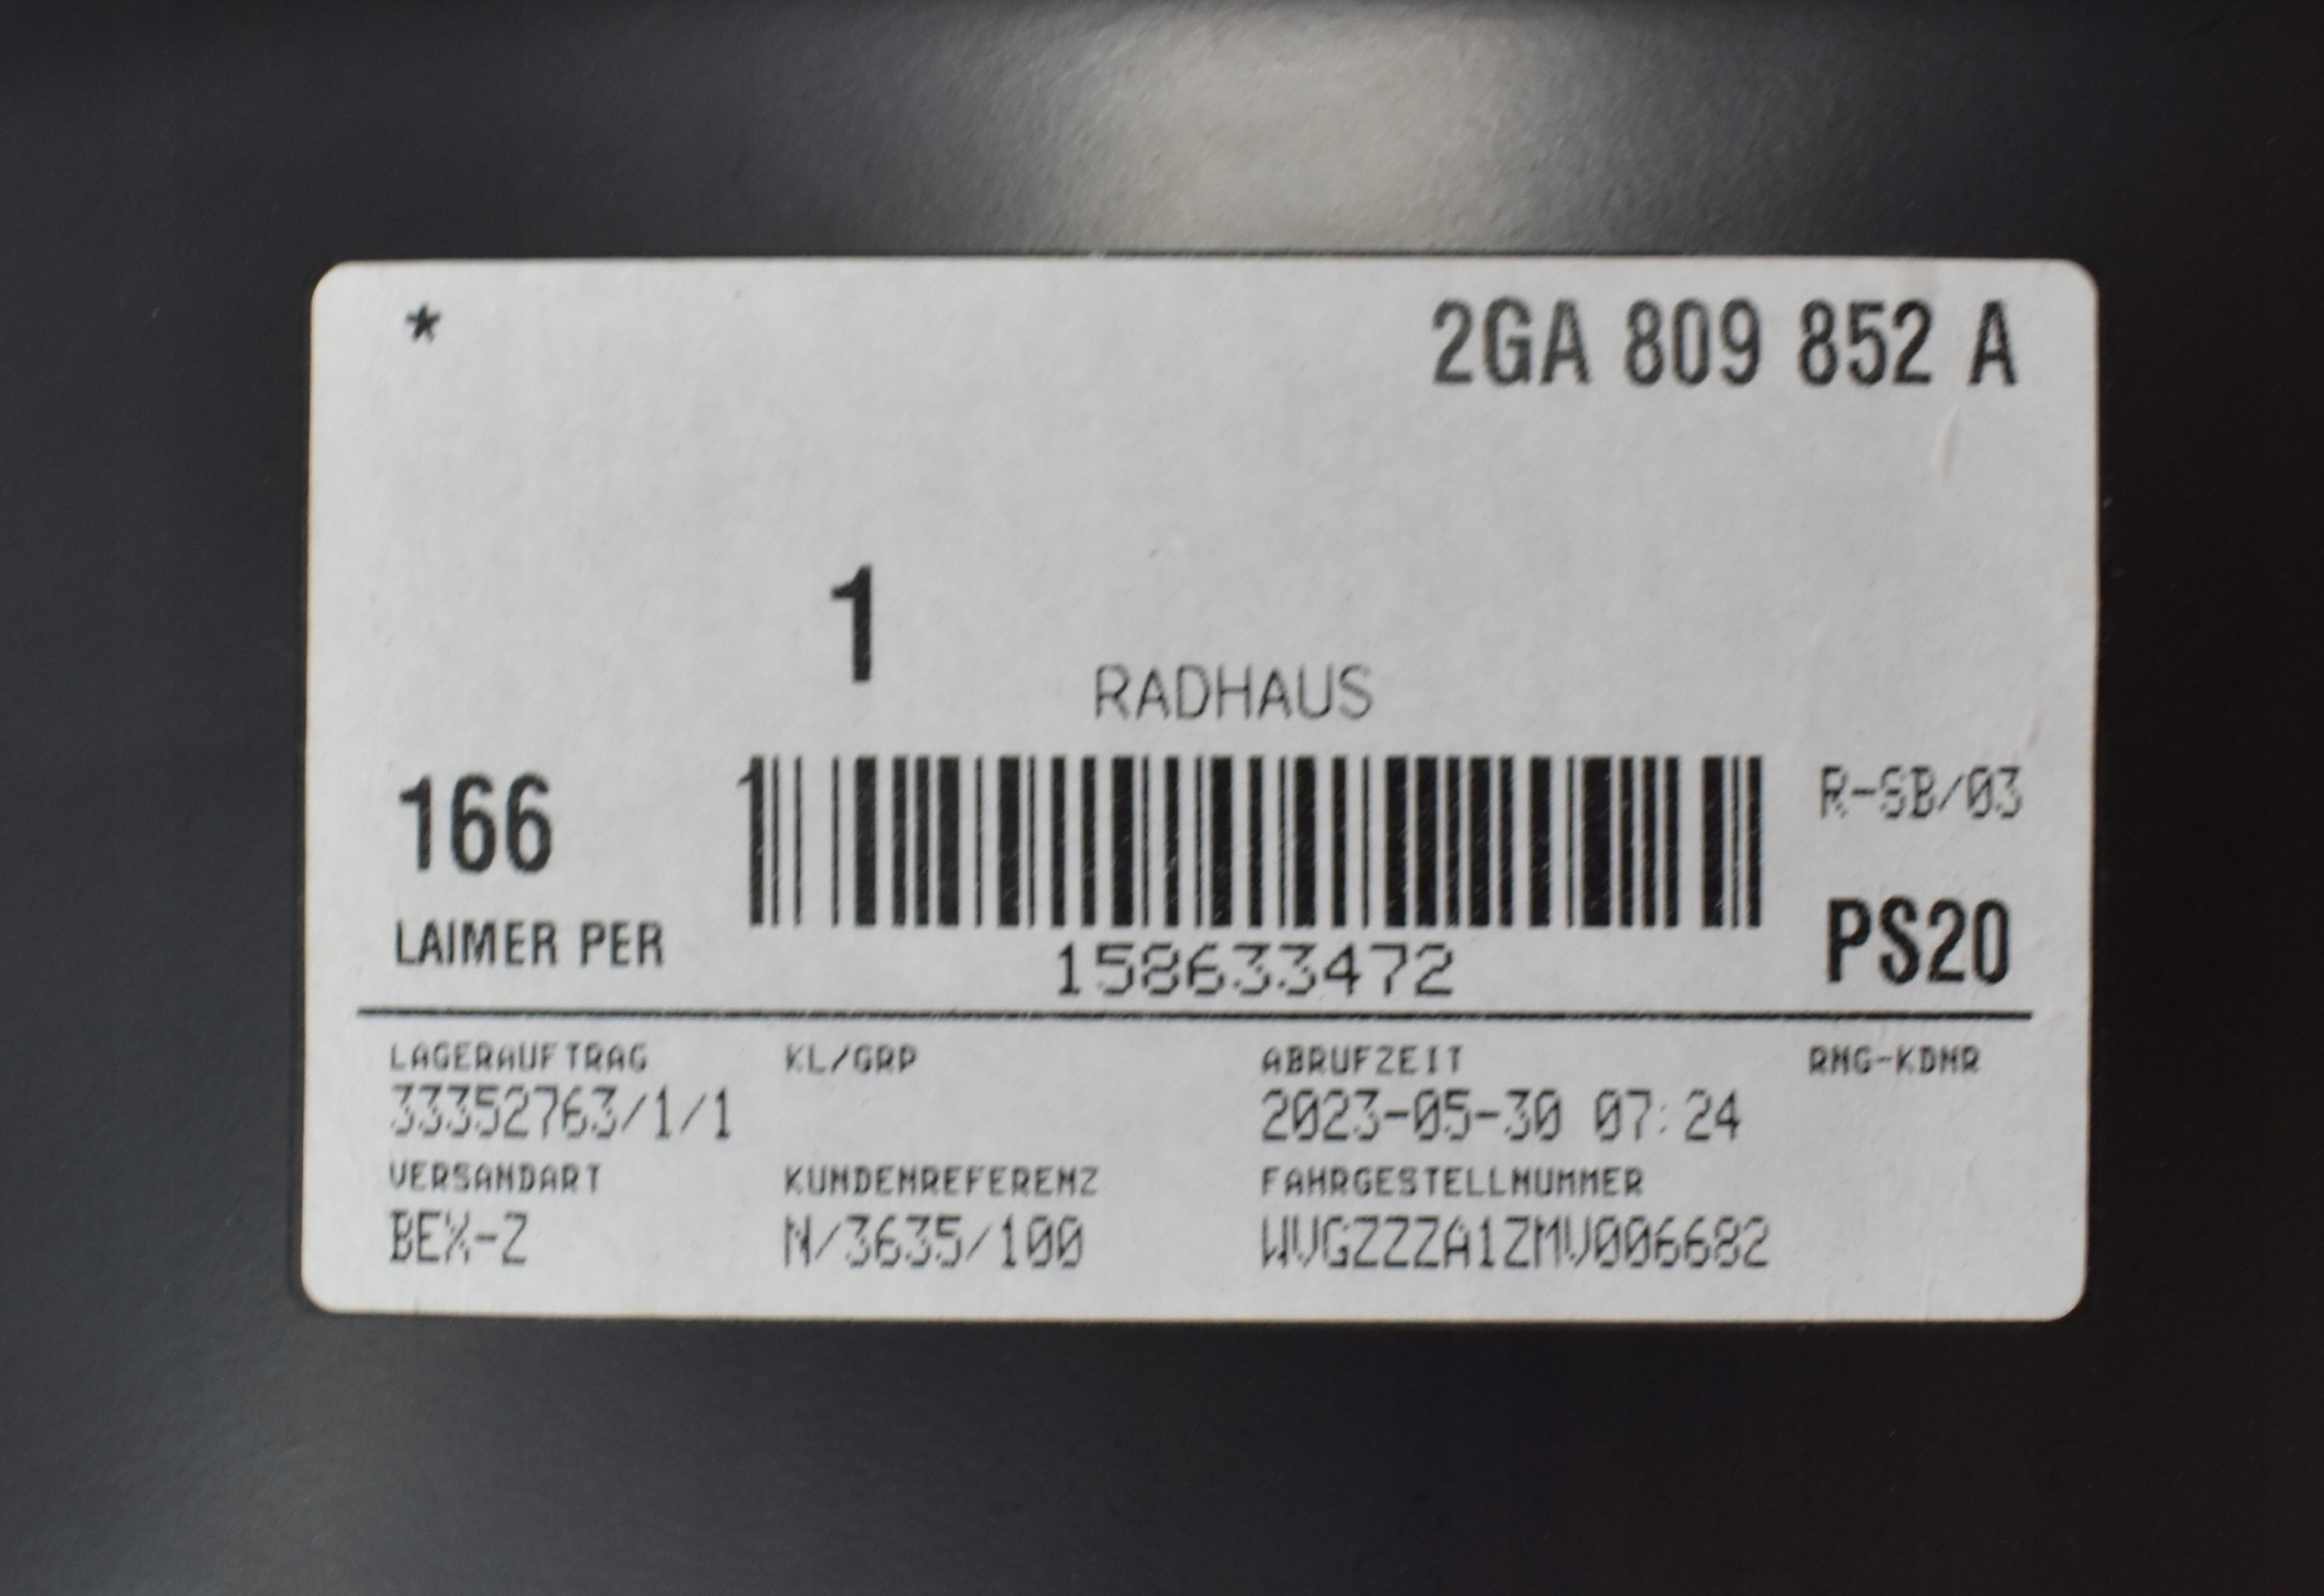 *
2GA 809 852 A
1
RADHAUS
166
1
R-SB/03
LAIMER PER
158633472
PS20
LAGERAUFTRAG KL/GRP ABRUFZEIT RNG-KDNR
33352763/1/1 2023-05-30 07:24
VERSANDART KUNDENREFERENZ FAHRGESTELLNUMMER
BEX-Z N/3635/100 WVGZZZA1ZMV006682